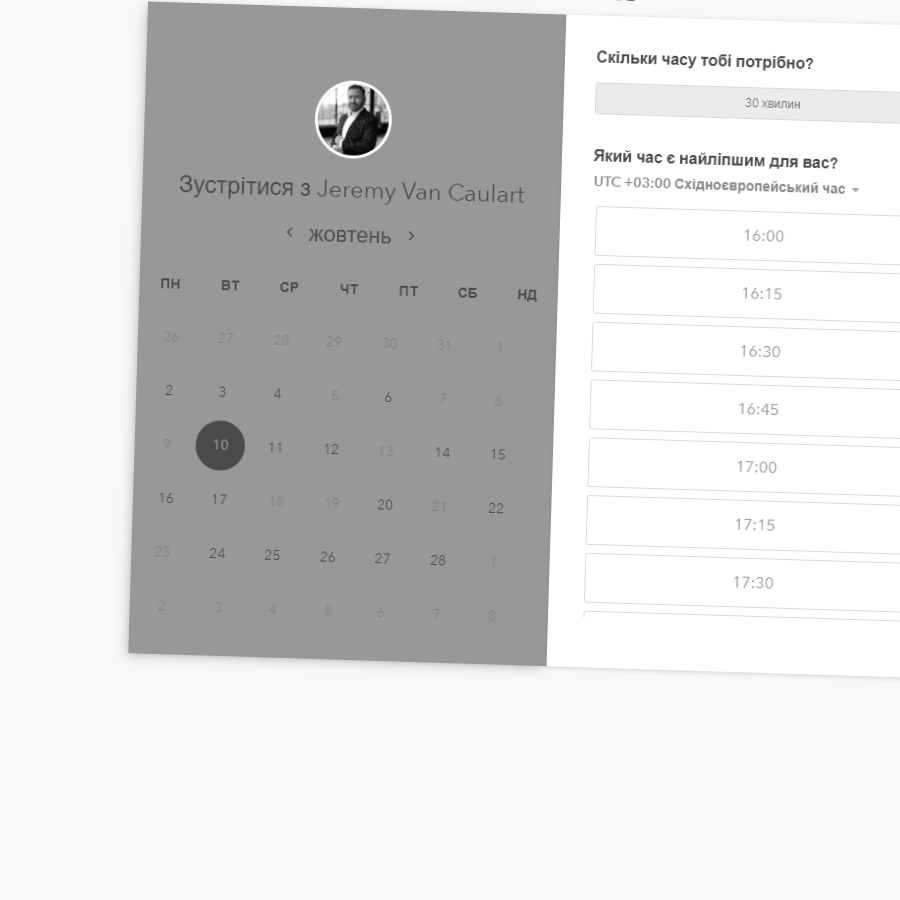 Зустрітися з Jeremy Van Caulart
жовтень
ПН ВТ СР ЧТ ПТ СБ НД
26 27 28 29 30 31 1
2 3 4 5 6 7 8
9 10 11 12 13 14 15
16 17 18 19 20 21 22
23 24 25 26 27 28 1
2 3 4 5 6 7 8
Скільки часу тобі потрібно?
30 хвилин
Який час є найліпшим для вас?
UTC +03:00 Східноєвропейський час
16:00
16:15
16:30
16:45
17:00
17:15
17:30